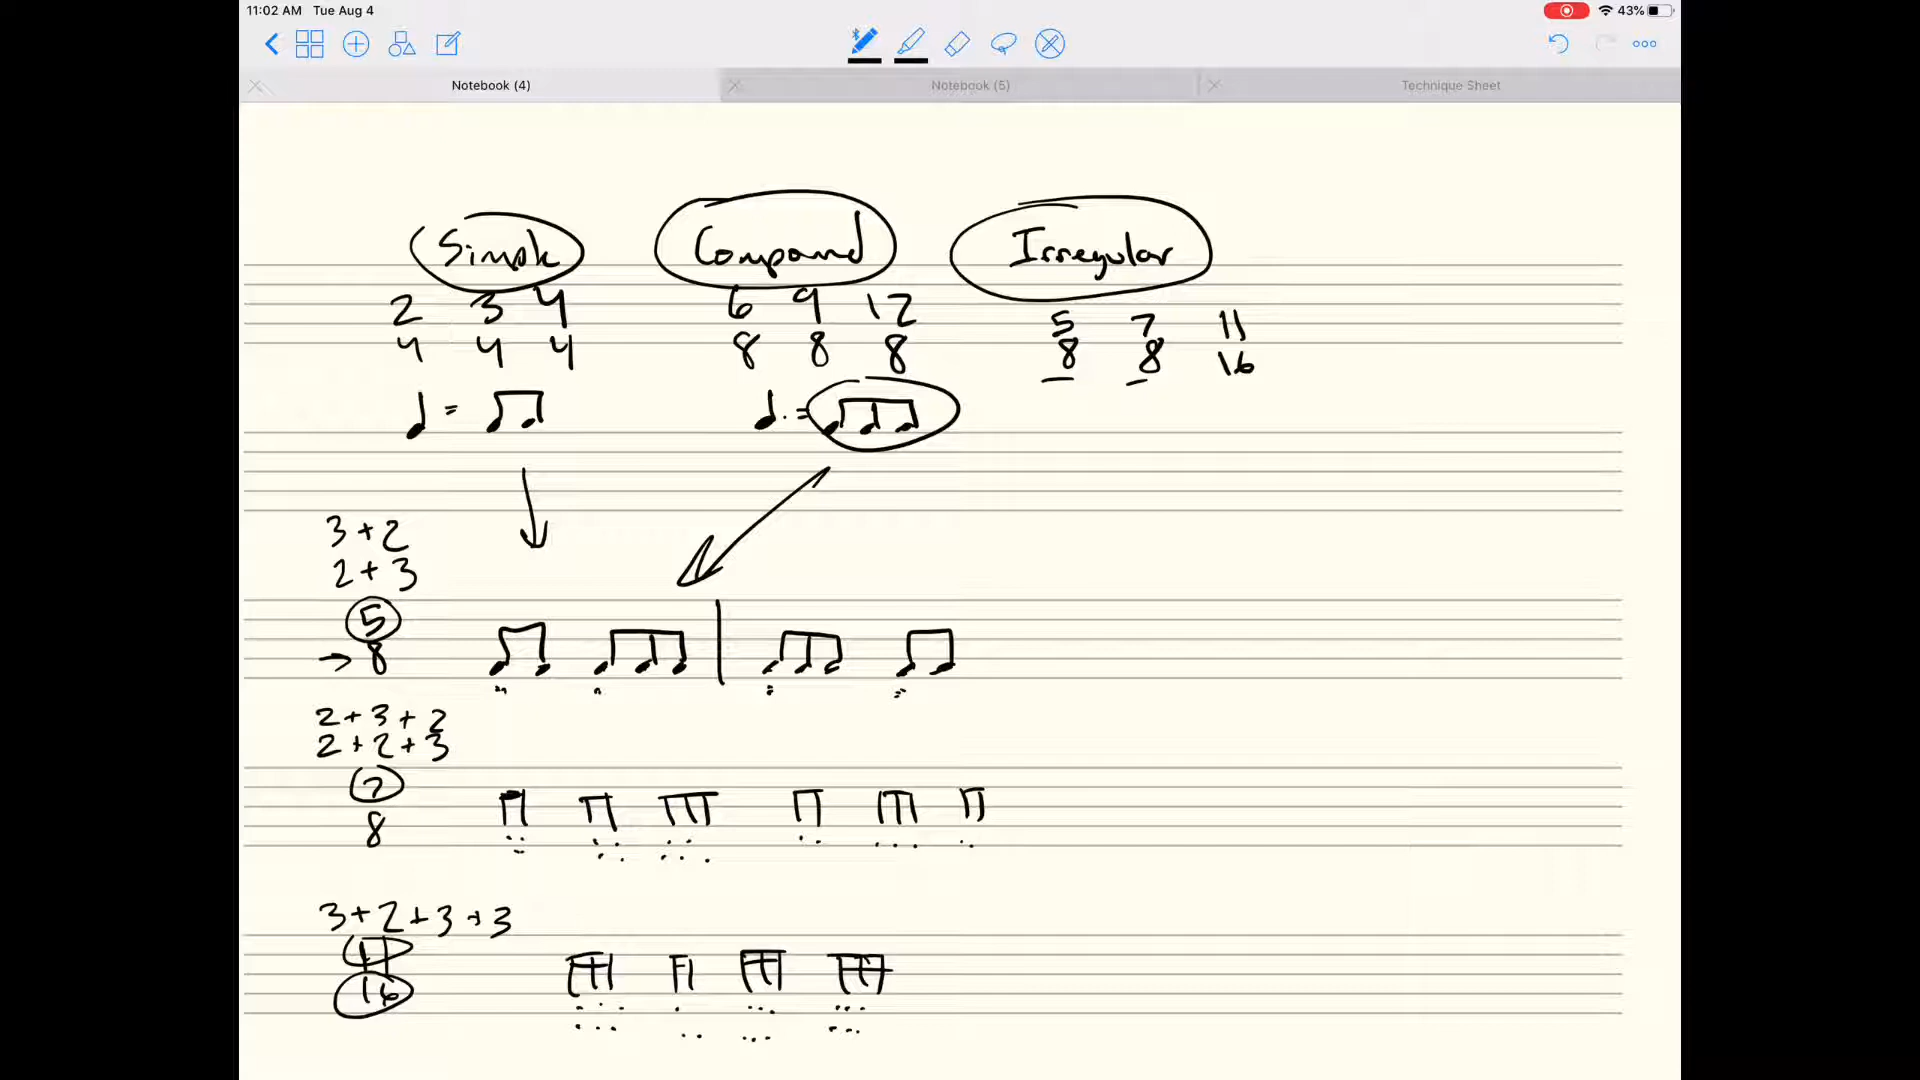 11:02 AM Tue Aug 4
43%
Notebook (4)
Notebook (5)
Technique Sheet
Simple Compound Irregular
2 3 4 6 9 12 5 7 11
4 4 4 8 8 8 8 8 16
= . =
3 + 2
2 + 3
5
8
2 + 3 + 2
2 + 2 + 3
7
8
3 + 2 + 3 + 3
11
16